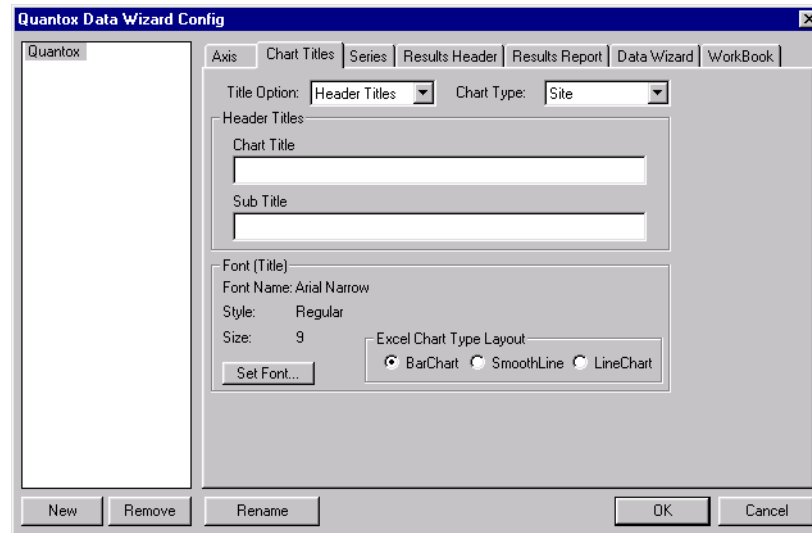 Quantox Data Wizard Config
Quantox
Axis Chart Titles Series Results Header Results Report Data Wizard WorkBook
Title Option: Header Titles Chart Type: Site
Header Titles
Chart Title
Sub Title
Font (Title)
Font Name: Arial Narrow
Style: Regular
Size: 9
Excel Chart Type Layout
BarChart SmoothLine LineChart
Set Font...
New Remove Rename OK Cancel